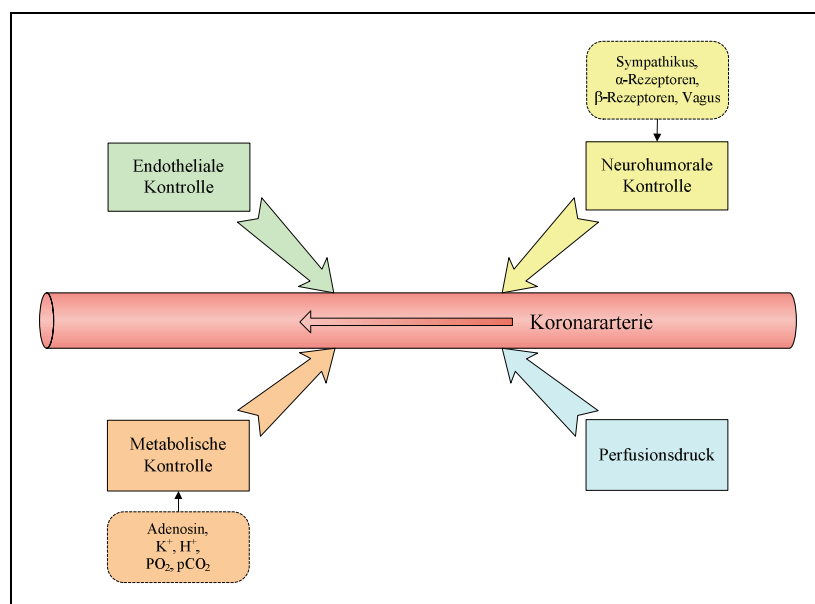 Sympathikus,
α-Rezeptoren,
β-Rezeptoren, Vagus
Endotheliale
Kontrolle
Neurohumorale
Kontrolle
Koronararterie
Metabolische
Kontrolle
Perfusionsdruck
Adenosin,
K⁺, H⁺,
PO₂, pCO₂